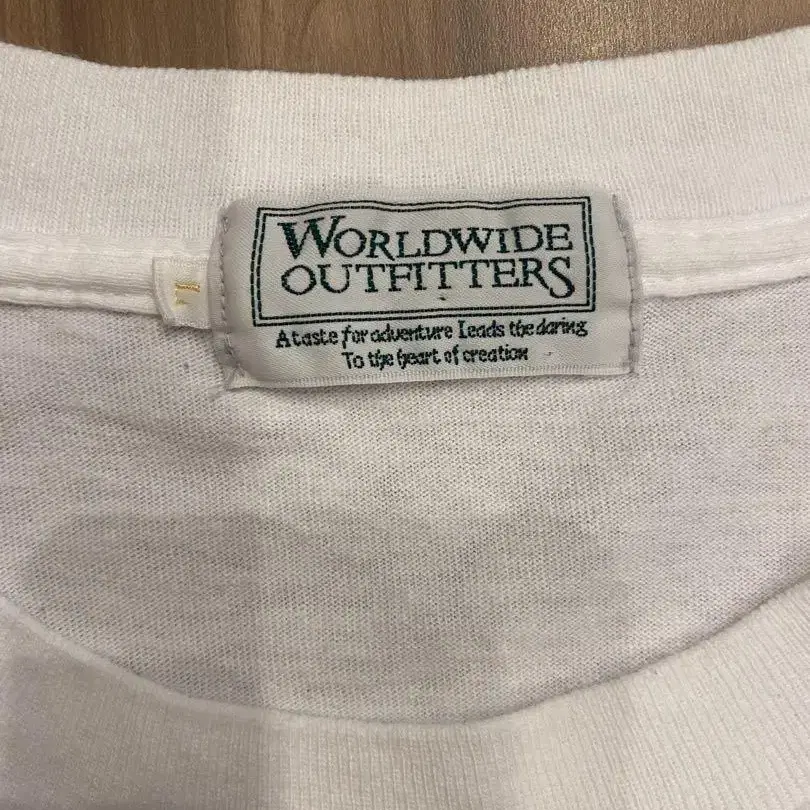 WORLDWIDE
OUTFITTERS
A taste for adventure Leads the daring
To the heart of creation